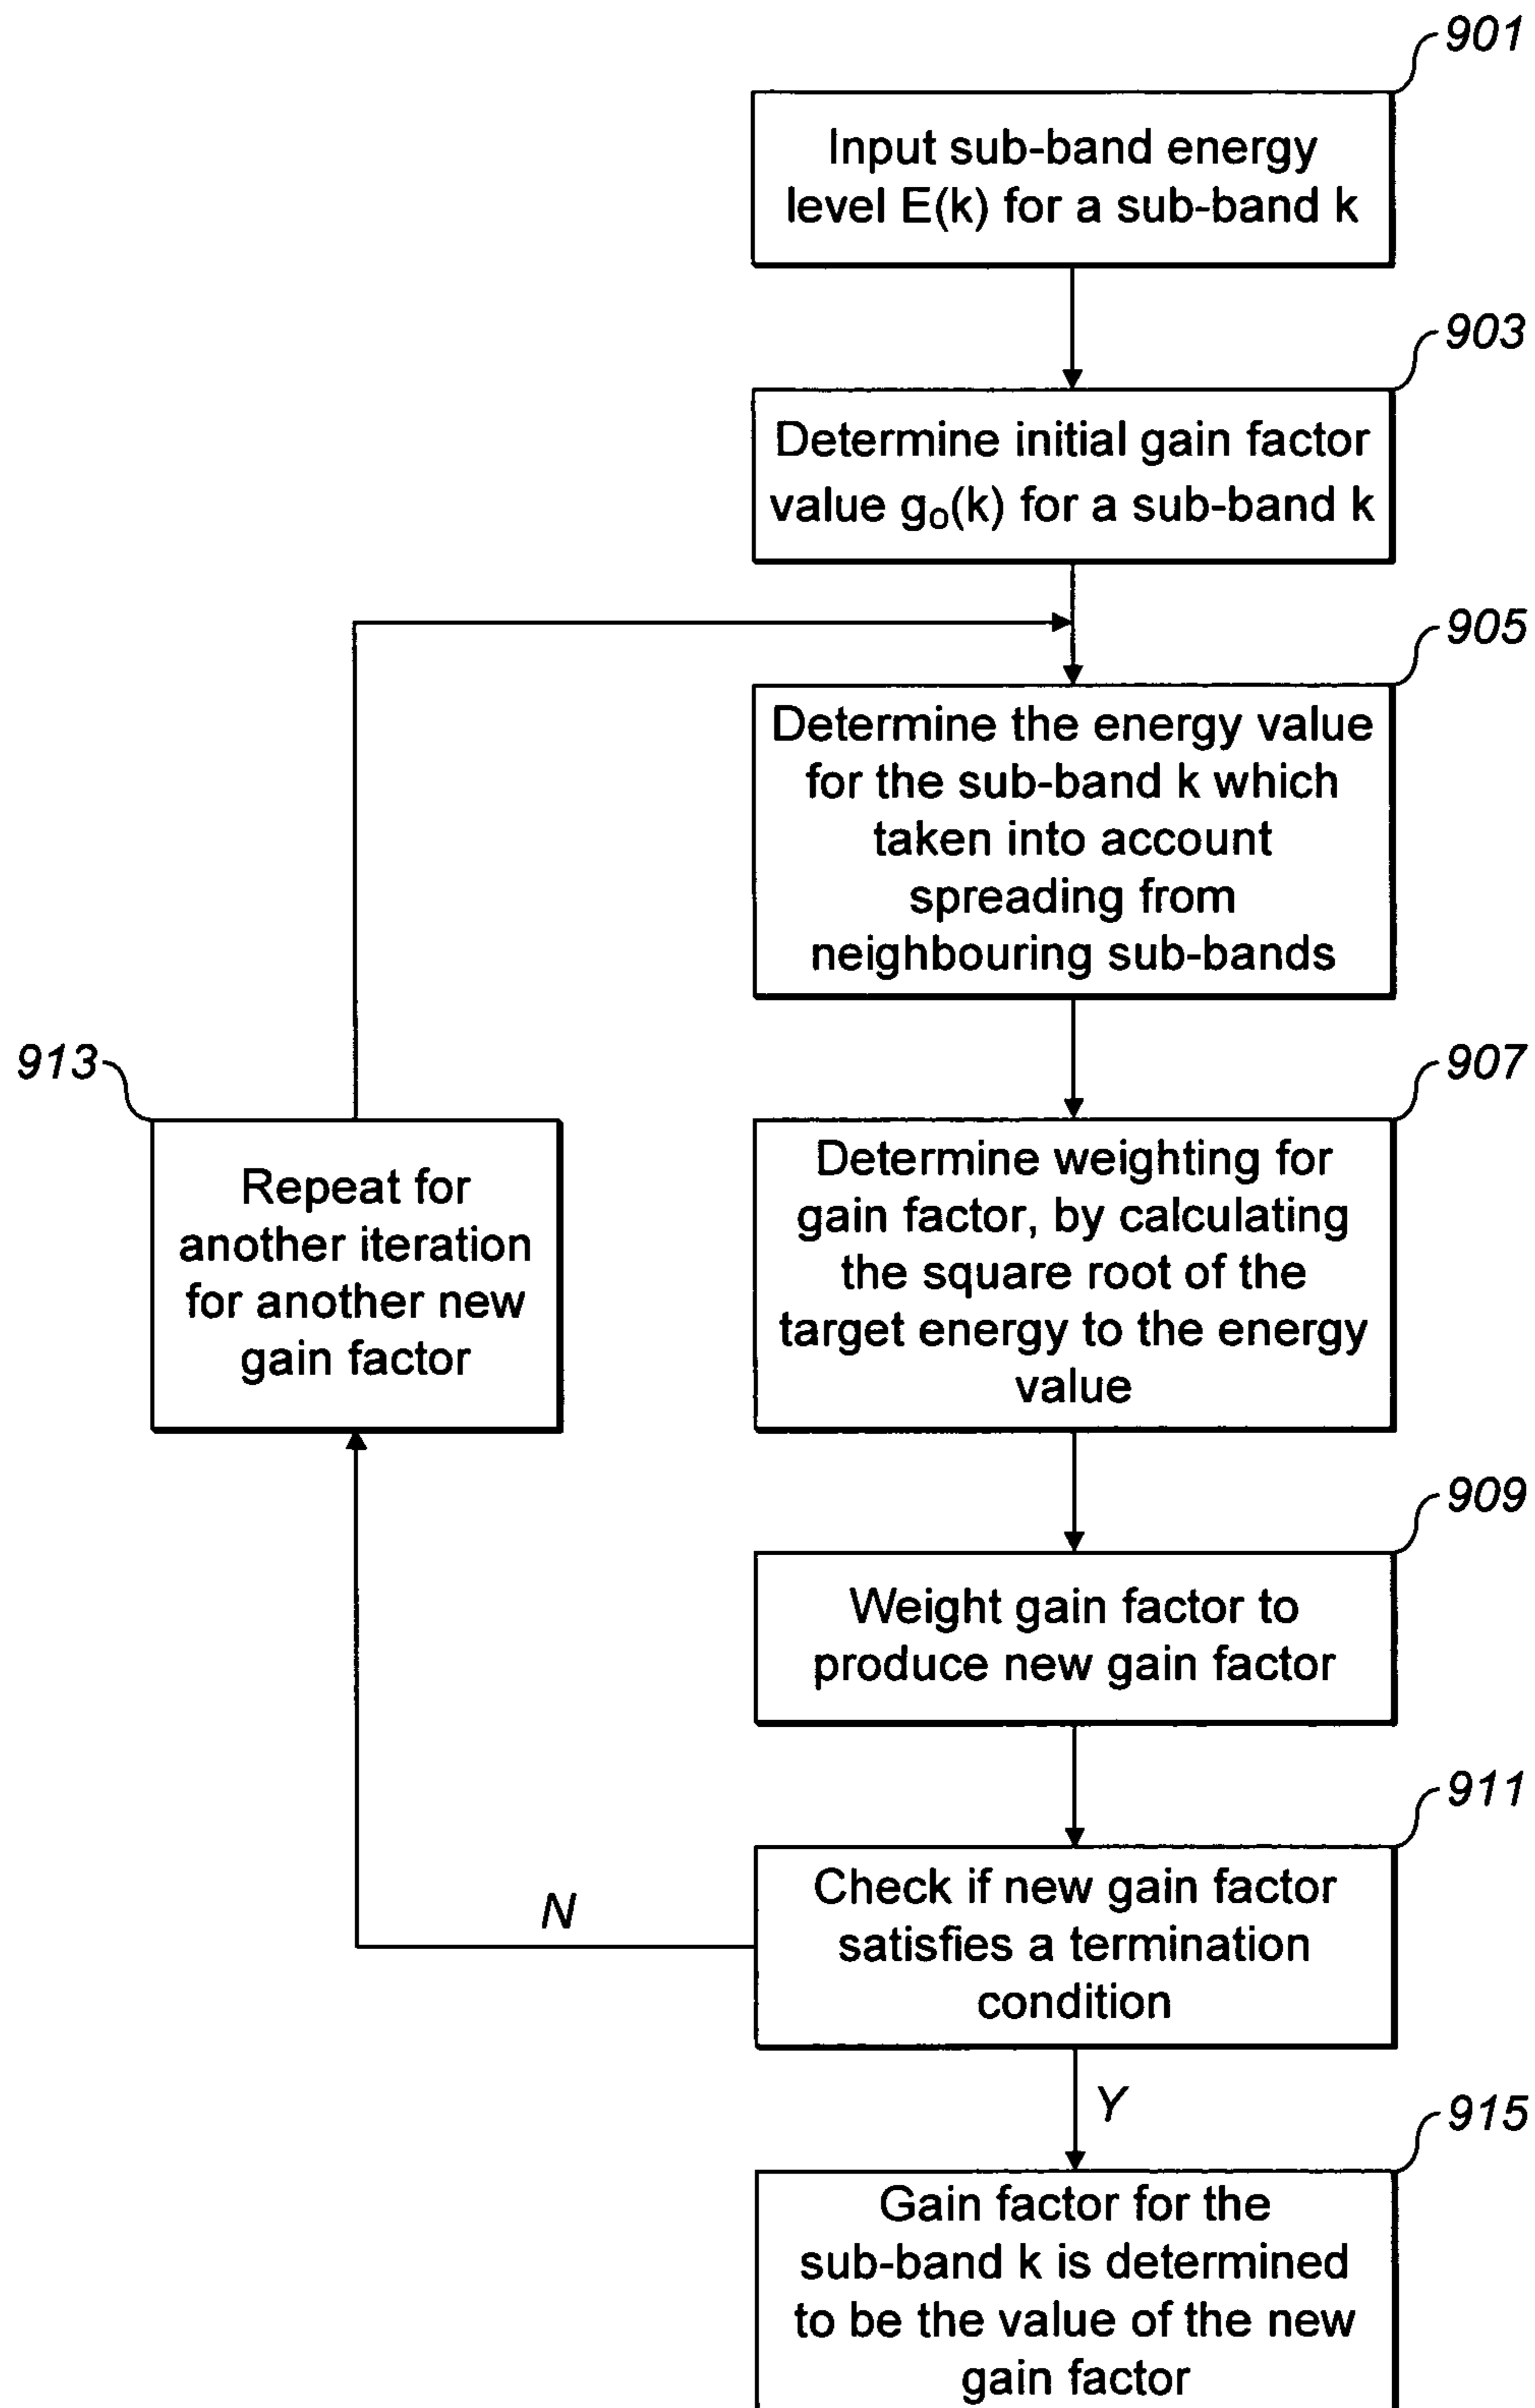 901
Input sub-band energy
level E(k) for a sub-band k
903
Determine initial gain factor
value g₀(k) for a sub-band k
905
Determine the energy value
for the sub-band k which
taken into account
spreading from
neighbouring sub-bands
913
Repeat for
another iteration
for another new
gain factor
907
Determine weighting for
gain factor, by calculating
the square root of the
target energy to the energy
value
909
Weight gain factor to
produce new gain factor
911
Check if new gain factor
satisfies a termination
condition
N
Y
915
Gain factor for the
sub-band k is determined
to be the value of the new
gain factor